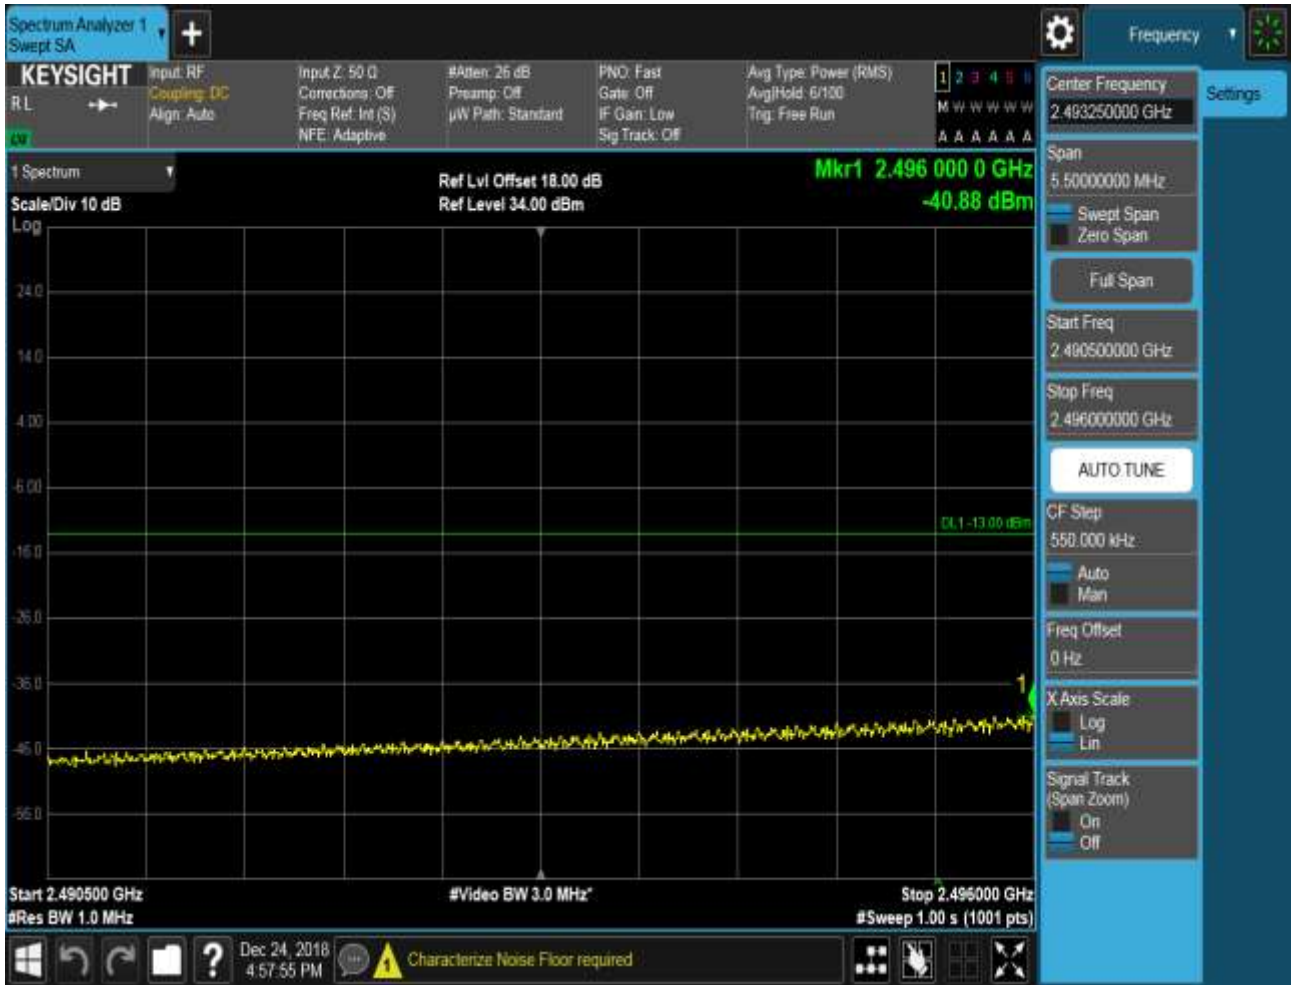 Spectrum Analyzer 1
Swept SA
Frequency
KEYSIGHT
RL
Input: RF
Coupling: DC
Align: Auto
Input Z: 50 Ω
Corrections: Off
Freq Ref: Int (S)
NFE: Adaptive
#Atten: 26 dB
Preamp: Off
µW Path: Standard
PNO: Fast
Gate: Off
IF Gain: Low
Sig Track: Off
Avg Type: Power (RMS)
Avg|Hold: 6/100
Trig: Free Run
1 2 3 4 5 6
M W W W W W
A A A A A A
Center Frequency
2.493250000 GHz
Settings
Span
5.50000000 MHz
Swept Span
Zero Span
Full Span
Start Freq
2.490500000 GHz
Stop Freq
2.496000000 GHz
AUTO TUNE
CF Step
550.000 kHz
Auto
Man
Freq Offset
0 Hz
X Axis Scale
Log
Lin
Signal Track
(Span Zoom)
On
Off
1 Spectrum
Scale/Div 10 dB
Log
Ref Lvl Offset 18.00 dB
Ref Level 34.00 dBm
Mkr1 2.496 000 0 GHz
-40.88 dBm
24.0
14.0
4.00
-6.00
DL1 -13.00 dBm
-16.0
-26.0
-36.0
1
-46.0
-56.0
Start 2.490500 GHz
#Res BW 1.0 MHz
#Video BW 3.0 MHz*
Stop 2.496000 GHz
#Sweep 1.00 s (1001 pts)
Dec 24, 2018
4:57:55 PM
Characterize Noise Floor required